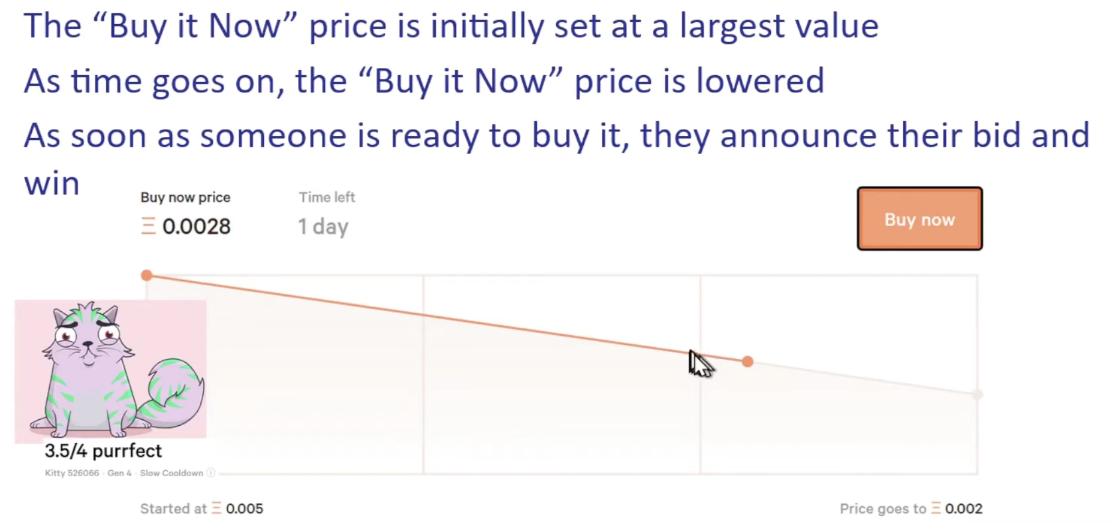 The “Buy it Now” price is initially set at a largest value
As time goes on, the “Buy it Now” price is lowered
As soon as someone is ready to buy it, they announce their bid and
win
Buy now price
Time left
Ξ 0.0028
1 day
Buy now
3.5/4 purrfect
Kitty 526066 · Gen 4 · Slow Cooldown ⓘ
Started at Ξ 0.005
Price goes to Ξ 0.002